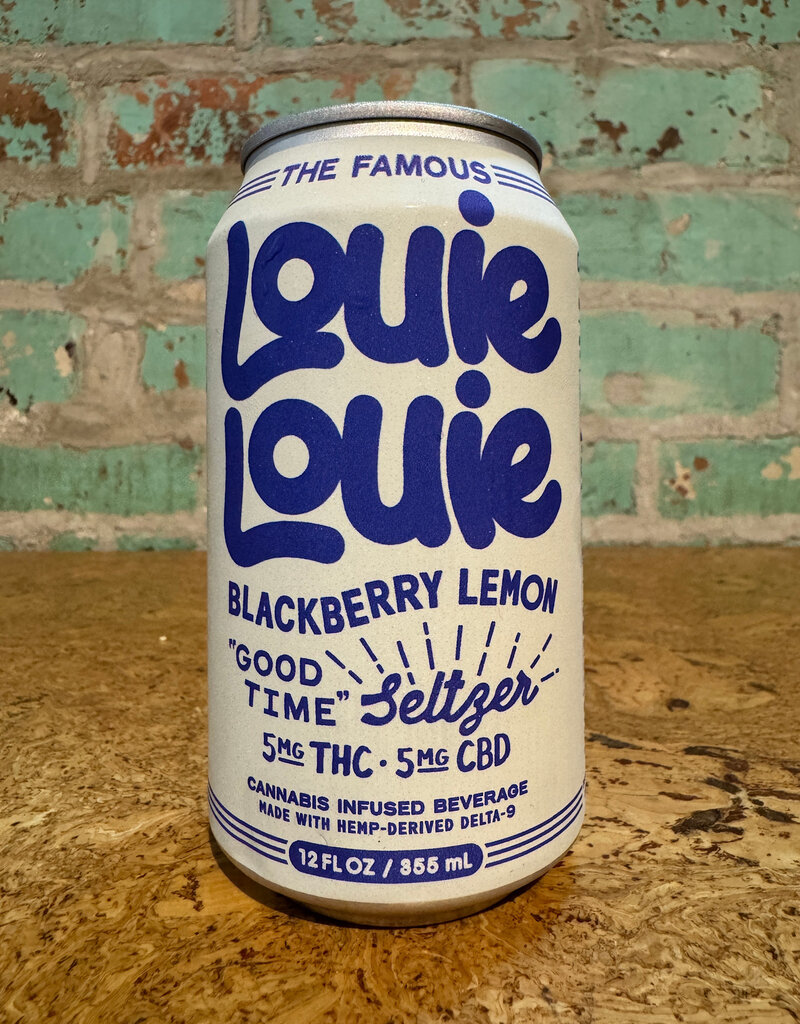 THE FAMOUS
Louie
Louie
BLACKBERRY LEMON
"GOOD
TIME" Seltzer
5MG THC · 5MG CBD
CANNABIS INFUSED BEVERAGE
MADE WITH HEMP-DERIVED DELTA-9
12 FL OZ / 355 mL